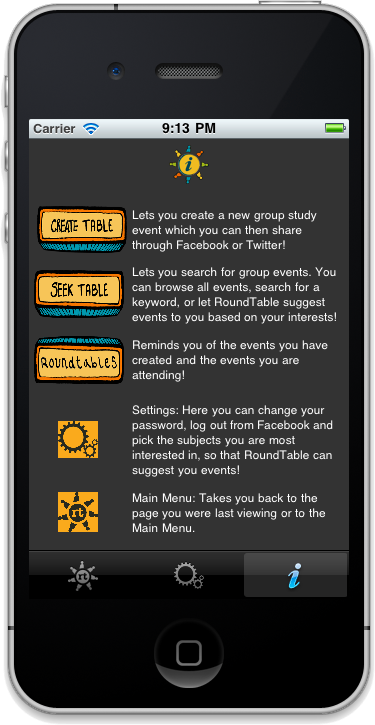 Carrier 9:13 PM
i
CREATE TABLE
Lets you create a new group study
event which you can then share
through Facebook or Twitter!
SEEK TABLE
Lets you search for group events. You
can browse all events, search for a
keyword, or let RoundTable suggest
events to you based on your interests!
Roundtables
Reminds you of the events you have
created and the events you are
attending!
Settings: Here you can change your
password, log out from Facebook and
pick the subjects you are most
interested in, so that RoundTable can
suggest you events!
rt
Main Menu: Takes you back to the
page you were last viewing or to the
Main Menu.
rt
i